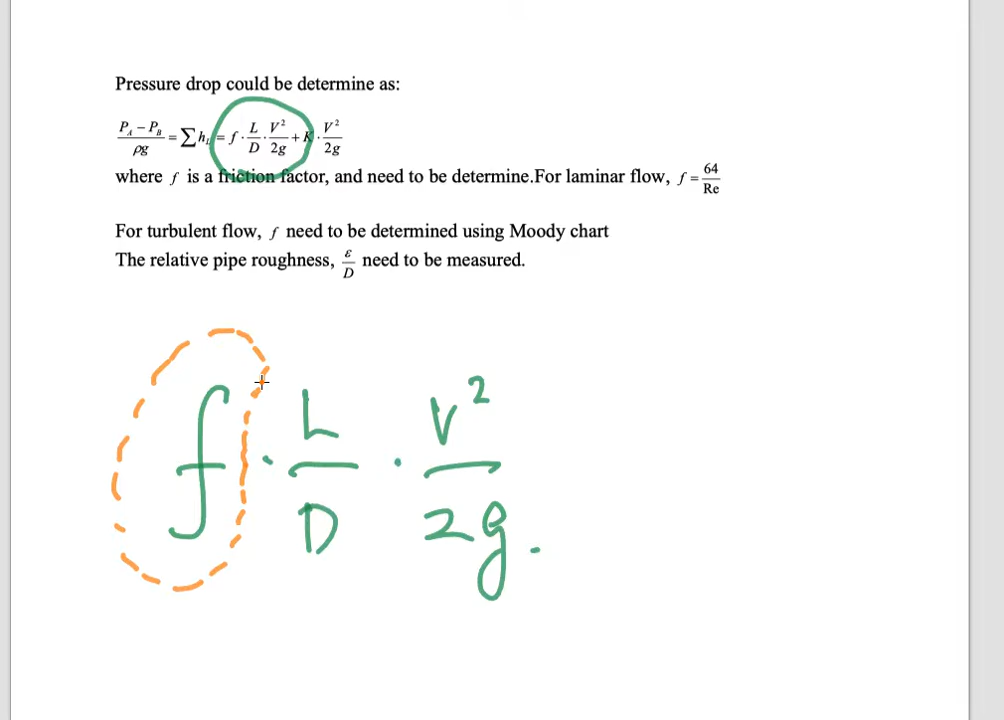 Pressure drop could be determine as:
P_A − P_B / ρg = ∑h_L = f · L/D · V²/2g + K · V²/2g
where f is a friction factor, and need to be determine.For laminar flow, f = 64/Re
For turbulent flow, f need to be determined using Moody chart
The relative pipe roughness, ε/D need to be measured.
f · L/D · V²/2g .